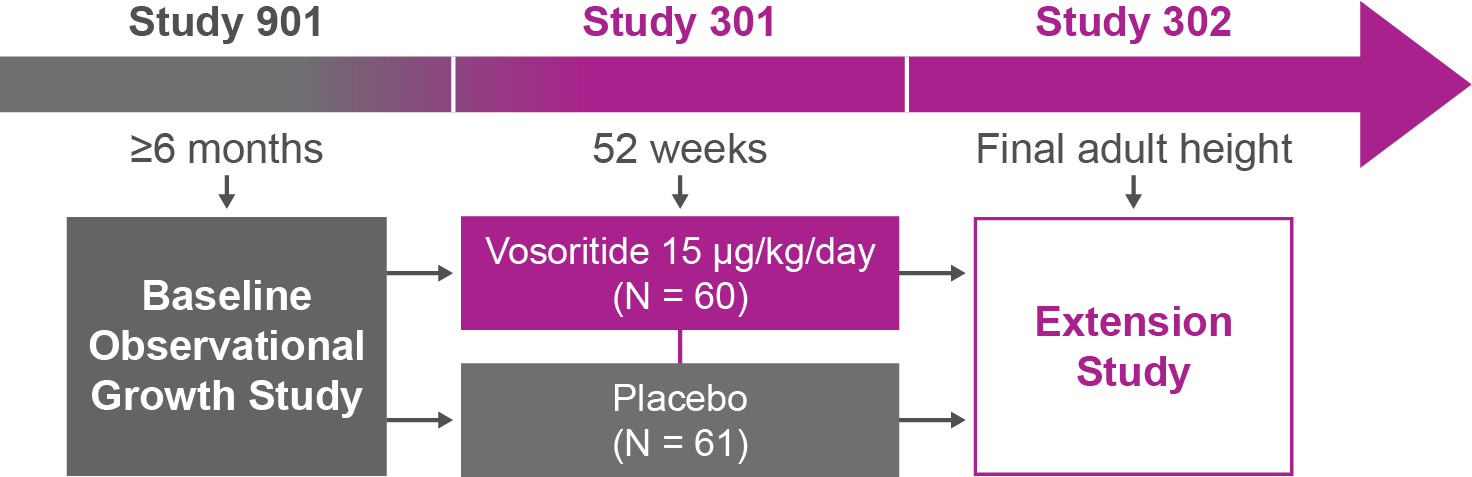 Study 901
Study 301
Study 302
≥6 months
52 weeks
Final adult height
Baseline
Observational
Growth Study
Vosoritide 15 μg/kg/day
(N = 60)
Placebo
(N = 61)
Extension
Study